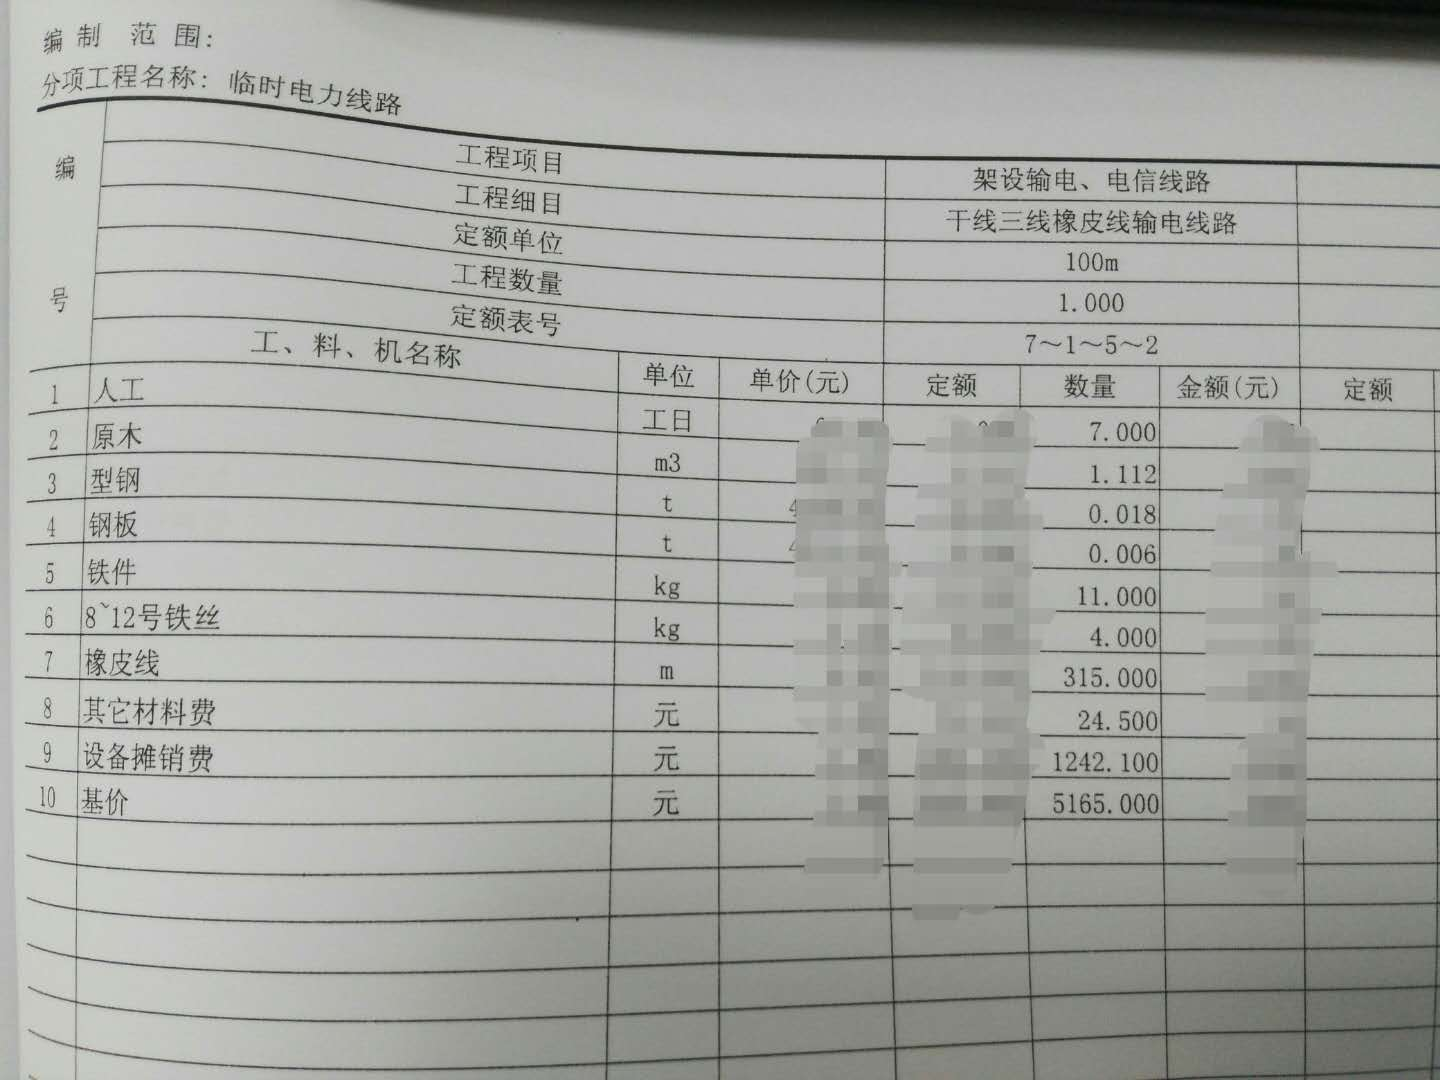 编 制 范 围:
分项工程名称: 临时电力线路
编号 工程项目 架设输电、电信线路
工程细目 干线三线橡皮线输电线路
定额单位 100m
工程数量 1.000
定额表号 7～1～5～2
工、料、机名称 单位 单价(元) 定额 数量 金额(元) 定额
1 人工 工日 7.000
2 原木 m3 1.112
3 型钢 t 0.018
4 钢板 t 0.006
5 铁件 kg 11.000
6 8~12号铁丝 kg 4.000
7 橡皮线 m 315.000
8 其它材料费 元 24.500
9 设备摊销费 元 1242.100
10 基价 元 5165.000